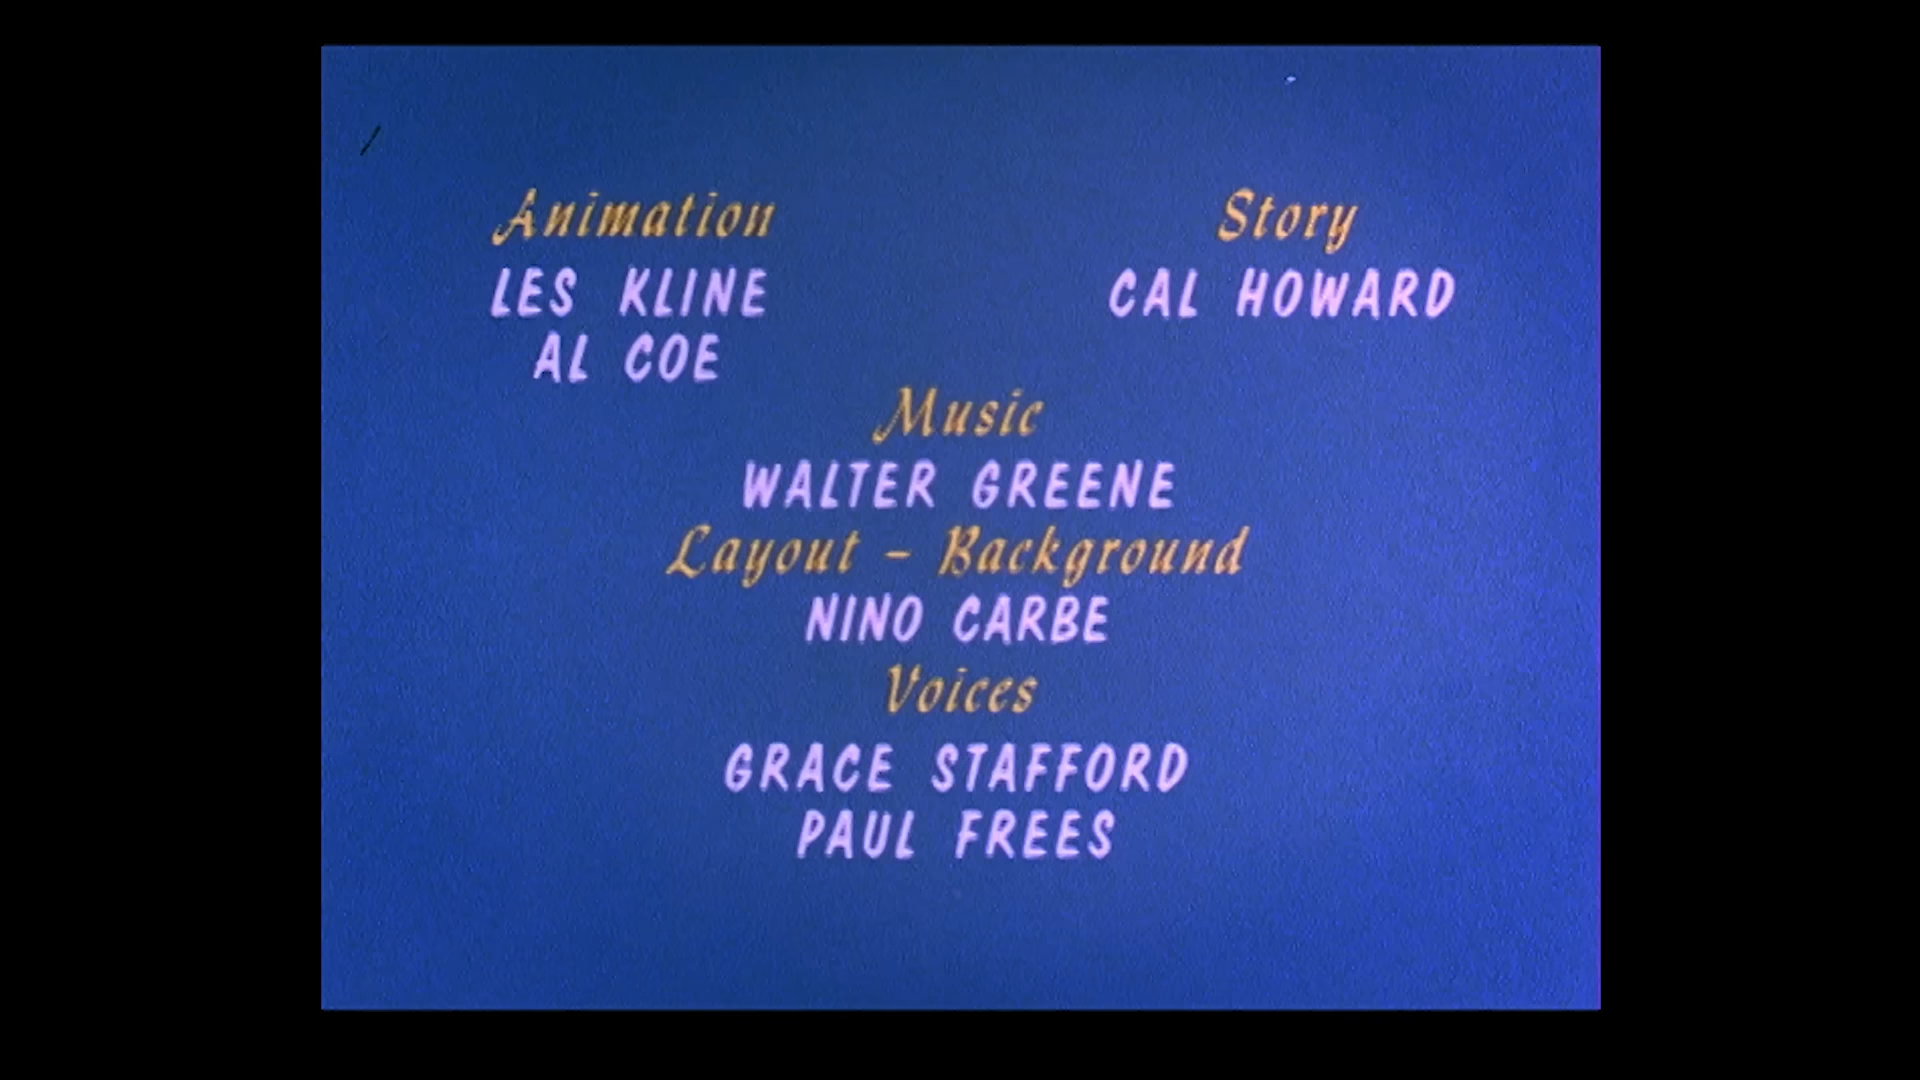 Animation
LES KLINE
AL COE
Story
CAL HOWARD
Music
WALTER GREENE
Layout - Background
NINO CARBE
Voices
GRACE STAFFORD
PAUL FREES